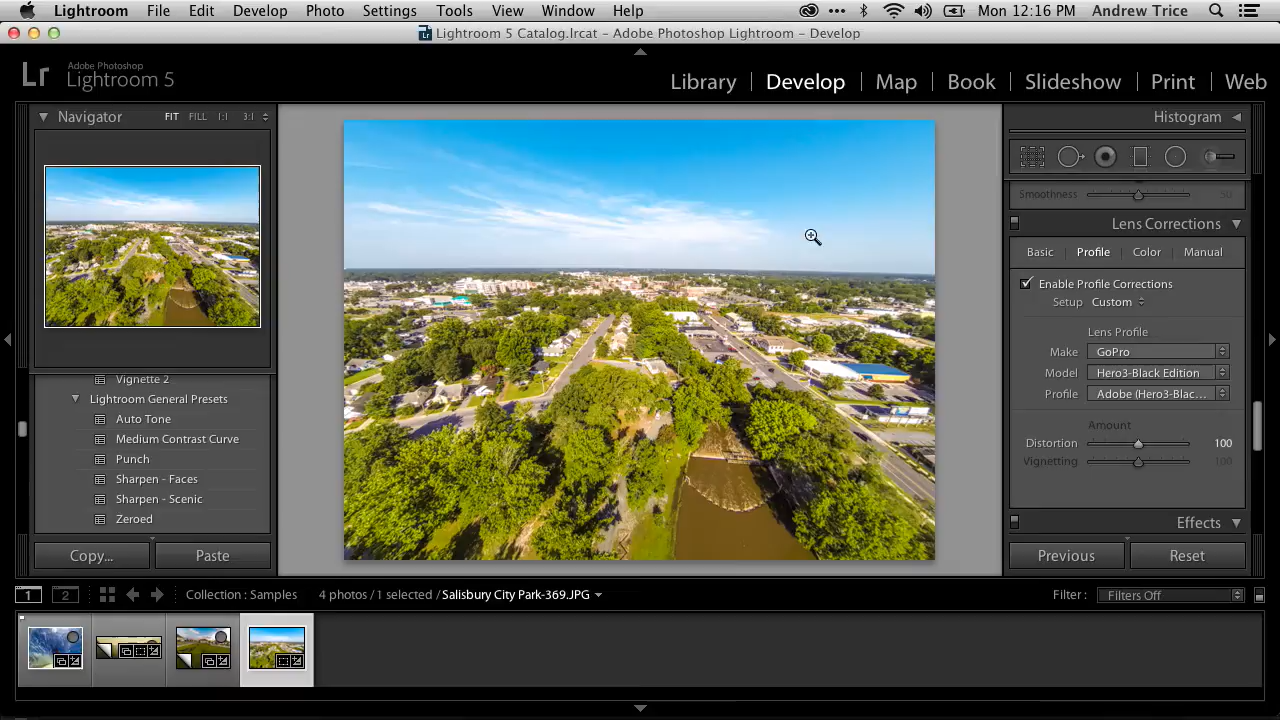 Lightroom File Edit Develop Photo Settings Tools View Window Help Mon 12:16 PM Andrew Trice
Lr Lightroom 5 Catalog.lrcat – Adobe Photoshop Lightroom – Develop
Lr Adobe Photoshop
Lightroom 5
Library Develop Map Book Slideshow Print Web
Navigator FIT FILL 1:1 3:1
Histogram
Smoothness 50
Lens Corrections
Basic Profile Color Manual
Enable Profile Corrections
Setup Custom
Lens Profile
Make GoPro
Model Hero3-Black Edition
Profile Adobe (Hero3-Blac...
Amount
Distortion 100
Vignetting 100
Effects
Vignette 2
Lightroom General Presets
Auto Tone
Medium Contrast Curve
Punch
Sharpen - Faces
Sharpen - Scenic
Zeroed
Copy... Paste
Previous Reset
1 2 Collection : Samples 4 photos / 1 selected / Salisbury City Park-369.JPG Filter : Filters Off